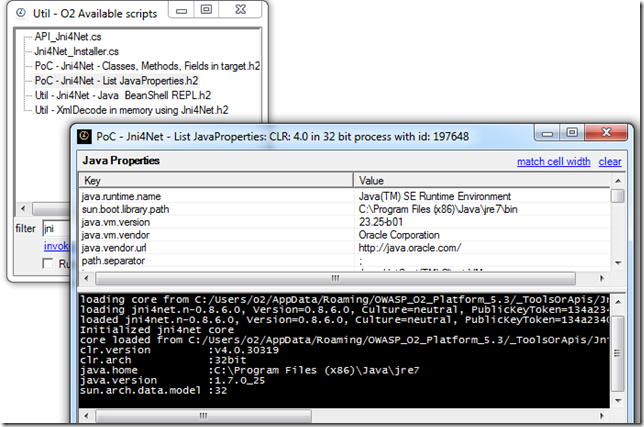 Util - O2 Available scripts
API_Jni4Net.cs
Jni4Net_Installer.cs
PoC - Jni4Net - Classes, Methods, Fields in target.h2
PoC - Jni4Net - List JavaProperties.h2
Util - Jni4Net - Java BeanShell REPL.h2
Util - XmlDecode in memory using Jni4Net.h2
filter jni
invok
Ru
PoC - Jni4Net - List JavaProperties: CLR: 4.0 in 32 bit process with id: 197648
Java Properties match cell width clear
Key Value
java.runtime.name Java(TM) SE Runtime Environment
sun.boot.library.path C:\Program Files (x86)\Java\jre7\bin
java.vm.version 23.25-b01
java.vm.vendor Oracle Corporation
java.vendor.url http://java.oracle.com/
path.separator ;
loading core from C:/Users/o2/AppData/Roaming/OWASP_O2_Platform_5.3/_ToolsOrApis/Jn
loading jni4net.n-0.8.6.0, Version=0.8.6.0, Culture=neutral, PublicKeyToken=134a234
loaded jni4net.n-0.8.6.0, Version=0.8.6.0, Culture=neutral, PublicKeyToken=134a2340
Initialized jni4net core
core loaded from C:/Users/o2/AppData/Roaming/OWASP_O2_Platform_5.3/_ToolsOrApis/Jni
clr.version :v4.0.30319
clr.arch :32bit
java.home :C:\Program Files (x86)\Java\jre7
java.version :1.7.0_25
sun.arch.data.model :32